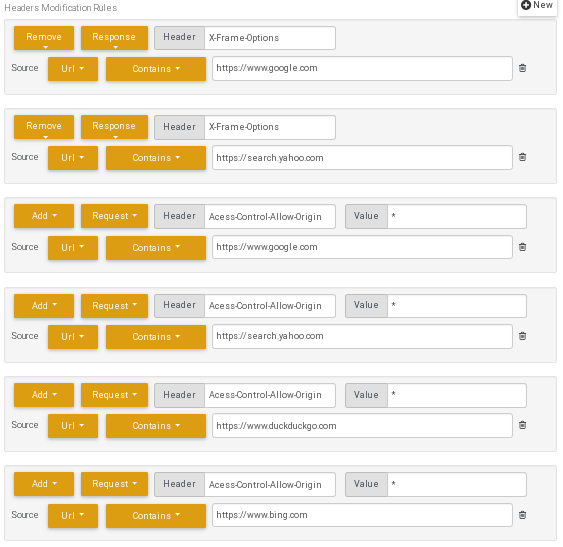 Headers Modification Rules
New
Remove Response Header X-Frame-Options
Source Url Contains https://www.google.com
Remove Response Header X-Frame-Options
Source Url Contains https://search.yahoo.com
Add Request Header Acess-Control-Allow-Origin Value *
Source Url Contains https://www.google.com
Add Request Header Acess-Control-Allow-Origin Value *
Source Url Contains https://search.yahoo.com
Add Request Header Acess-Control-Allow-Origin Value *
Source Url Contains https://www.duckduckgo.com
Add Request Header Acess-Control-Allow-Origin Value *
Source Url Contains https://www.bing.com